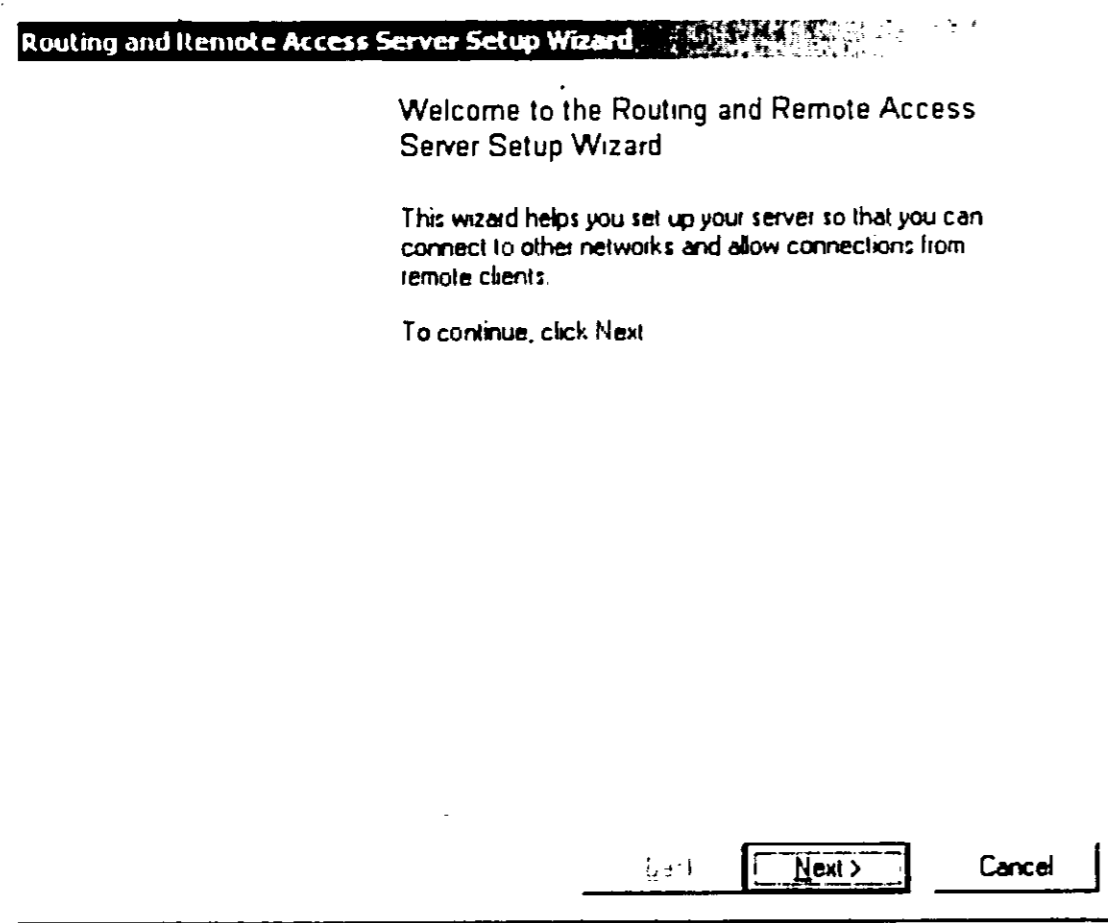 Routing and Remote Access Server Setup Wizard
Welcome to the Routing and Remote Access
Server Setup Wizard
This wizard helps you set up your server so that you can
connect to other networks and allow connections from
remote clients.
To continue, click Next
Next > Cancel